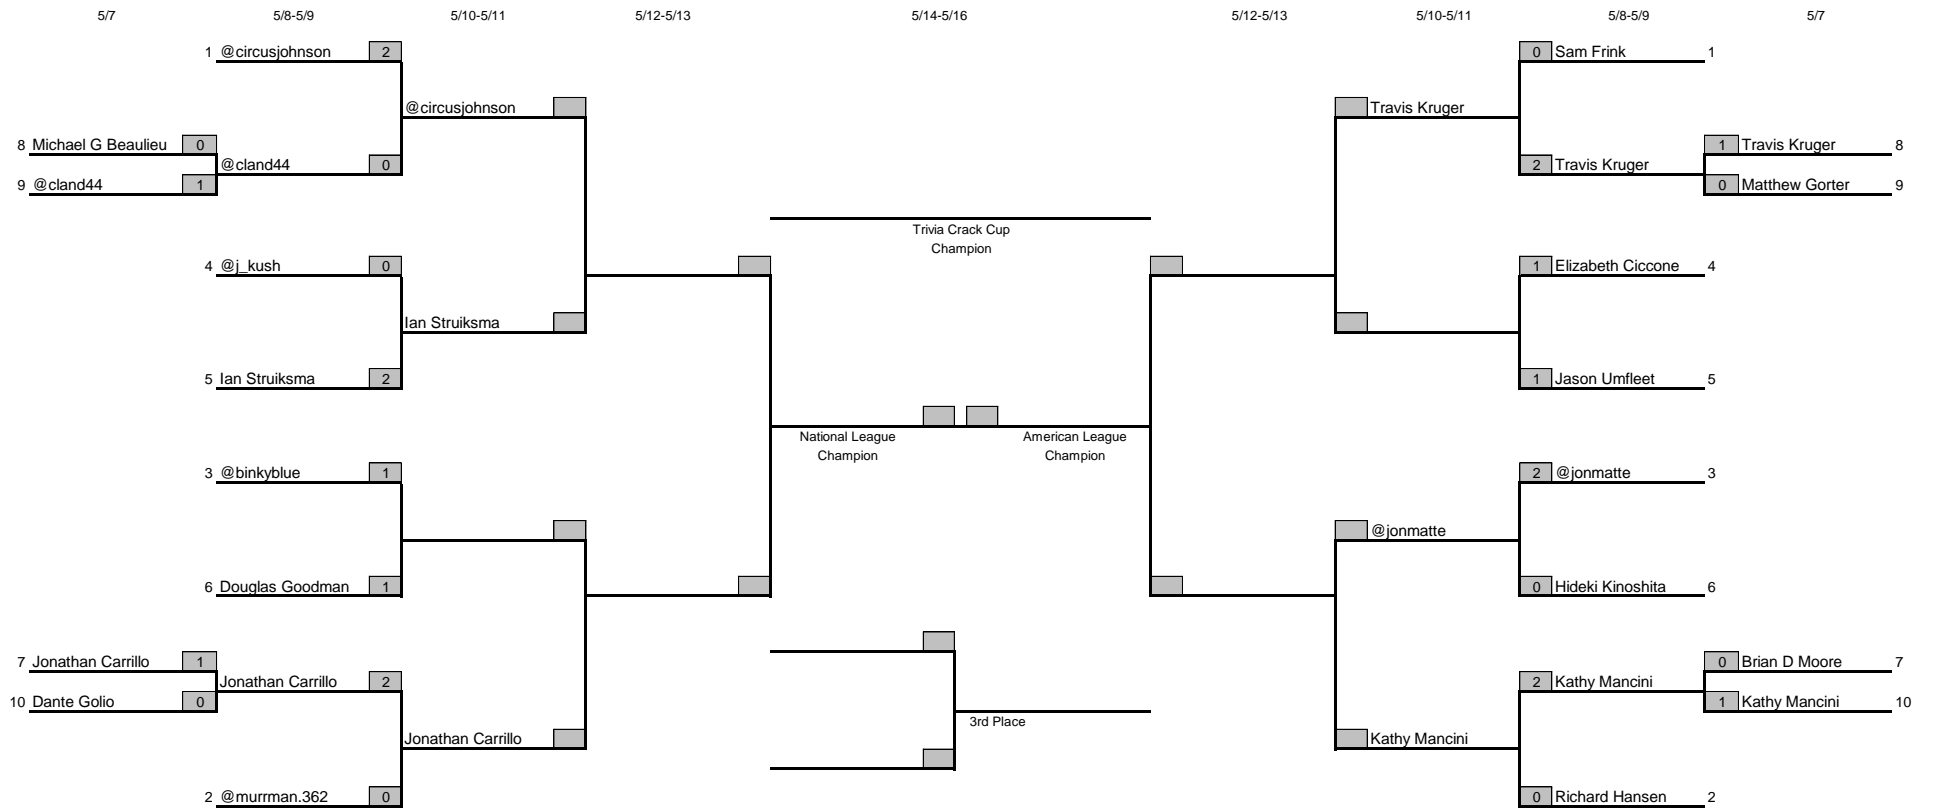 5/7 5/8-5/9 5/10-5/11 5/12-5/13 5/14-5/16 5/12-5/13 5/10-5/11 5/8-5/9 5/7
1 @circusjohnson 2 0 Sam Frink 1
@circusjohnson Travis Kruger
8 Michael G Beaulieu 0 1 Travis Kruger 8
@cland44 0 2 Travis Kruger
9 @cland44 1 0 Matthew Gorter 9
Trivia Crack Cup
Champion
4 @j_kush 0 1 Elizabeth Ciccone 4
Ian Struiksma
5 Ian Struiksma 2 1 Jason Umfleet 5
National League American League
Champion Champion
3 @binkyblue 1 2 @jonmatte 3
@jonmatte
6 Douglas Goodman 1 0 Hideki Kinoshita 6
7 Jonathan Carrillo 1 0 Brian D Moore 7
Jonathan Carrillo 2 2 Kathy Mancini
10 Dante Golio 0 1 Kathy Mancini 10
3rd Place
Jonathan Carrillo Kathy Mancini
2 @murrman.362 0 0 Richard Hansen 2